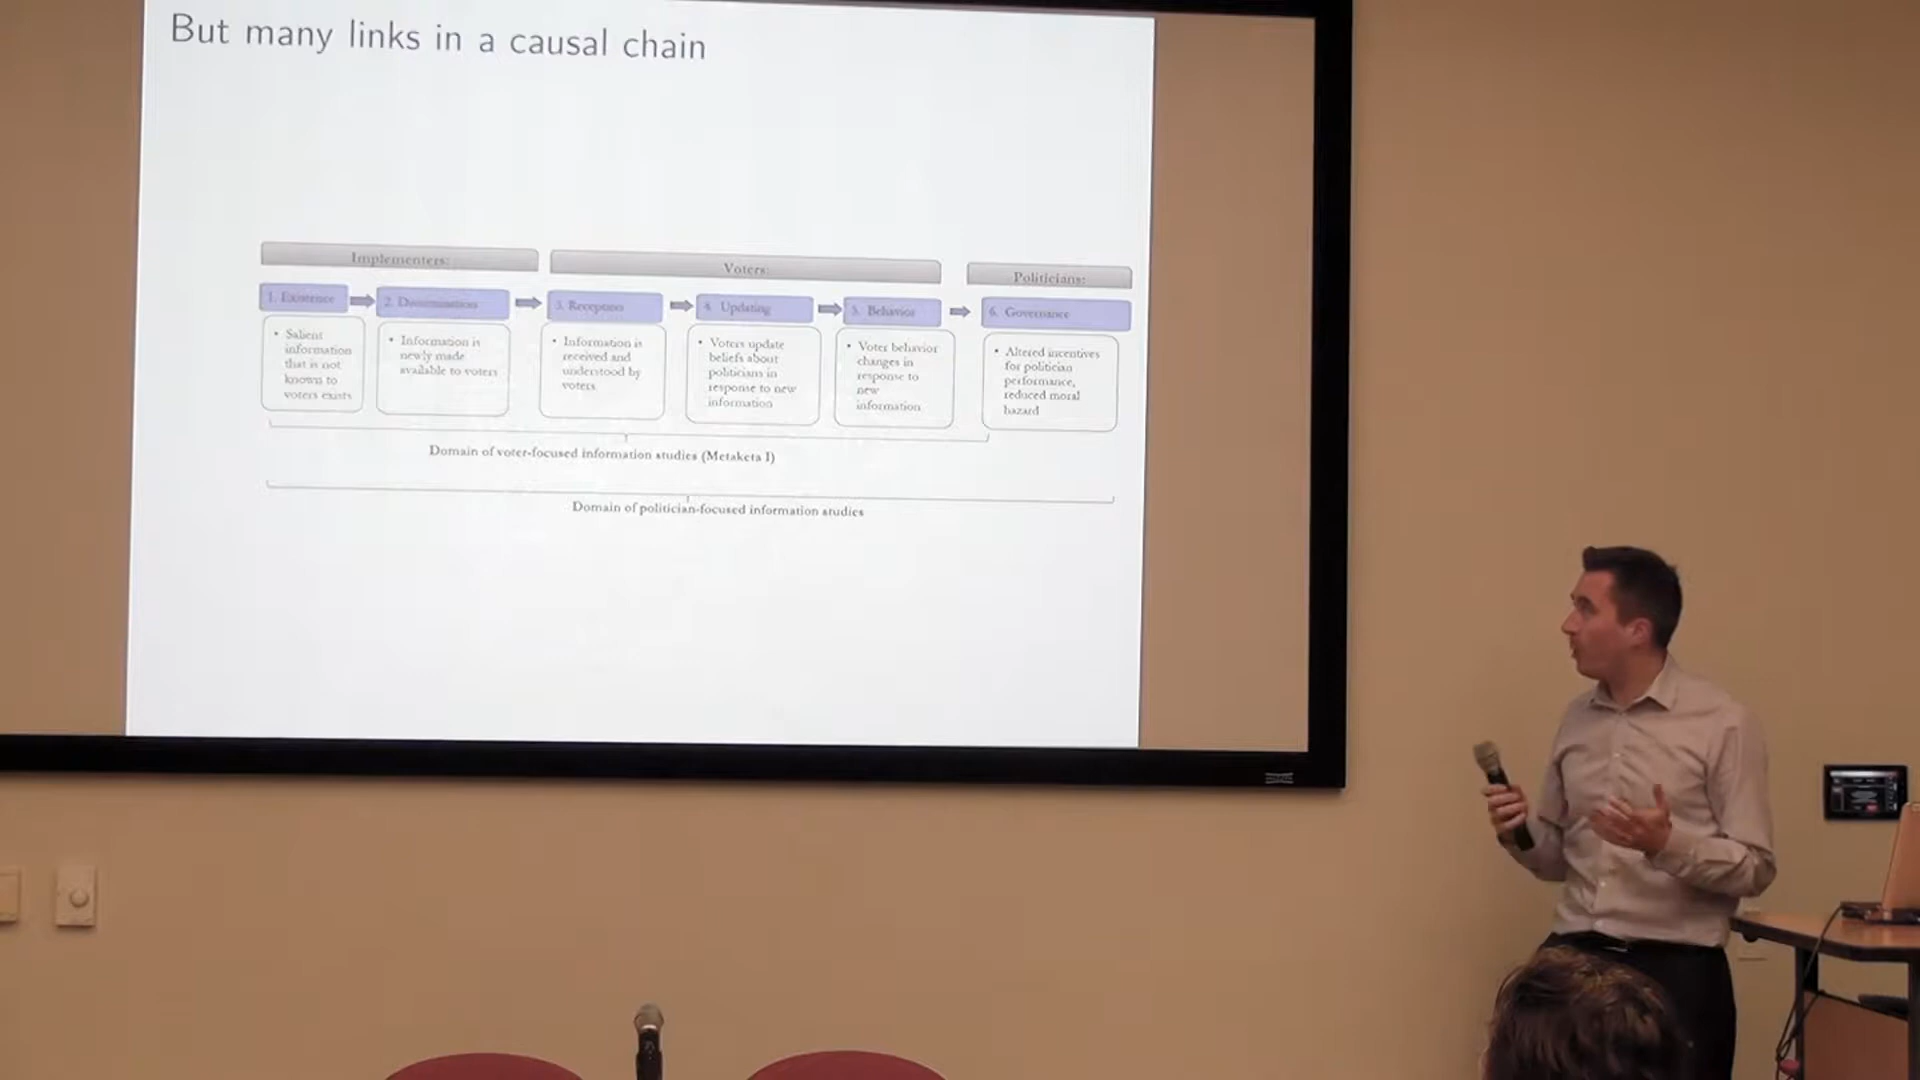 But many links in a causal chain
Implementers:
Voters:
Politicians:
1. Existence
2. Dissemination
3. Reception
4. Updating
5. Behavior
6. Governance
• Salient
information
that is not
known to
voters exists
• Information is
newly made
available to voters
• Information is
received and
understood by
voters
• Voters update
beliefs about
politicians in
response to new
information
• Voter behavior
changes in
response to
new
information
• Altered incentives
for politician
performance,
reduced moral
hazard
Domain of voter-focused information studies (Metaketa I)
Domain of politician-focused information studies